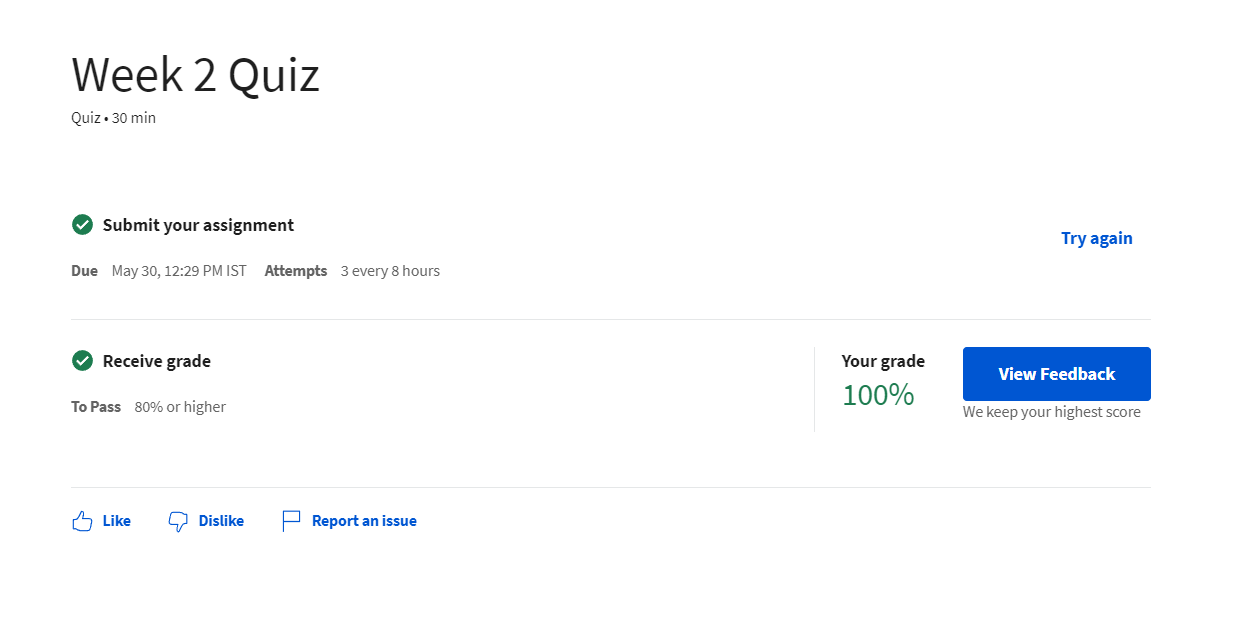 Week 2 Quiz
Quiz • 30 min
Submit your assignment
Try again
Due May 30, 12:29 PM IST Attempts 3 every 8 hours
Receive grade
To Pass 80% or higher
Your grade
100%
View Feedback
We keep your highest score
Like Dislike Report an issue